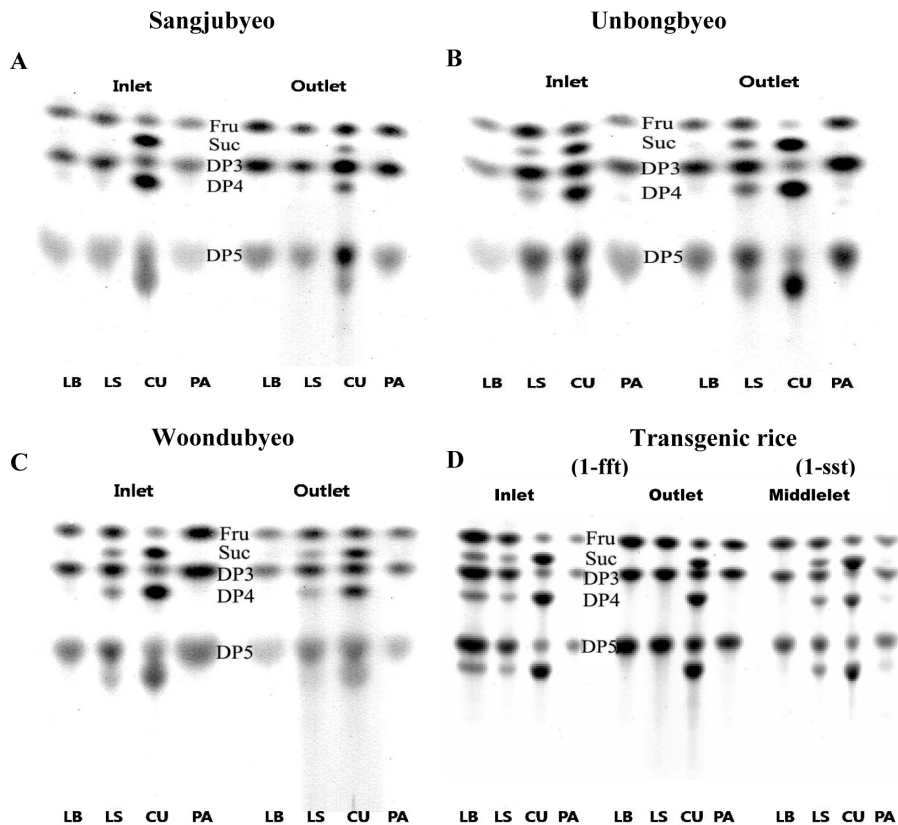 Sangjubyeo
Unbongbyeo
A
Inlet
Outlet
Fru
Suc
DP3
DP4
DP5
LB LS CU PA LB LS CU PA
B
Inlet
Outlet
Fru
Suc
DP3
DP4
DP5
LB LS CU PA LB LS CU PA
Woondubyeo
Transgenic rice
C
Inlet
Outlet
Fru
Suc
DP3
DP4
DP5
LB LS CU PA LB LS CU PA
D
(1-fft)
(1-sst)
Inlet
Outlet
Middlelet
Fru
Suc
DP3
DP4
DP5
LB LS CU PA LB LS CU PA LB LS CU PA